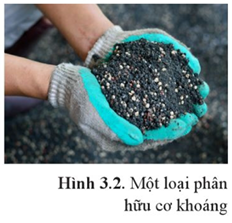 Hình 3.2. Một loại phân
hữu cơ khoáng